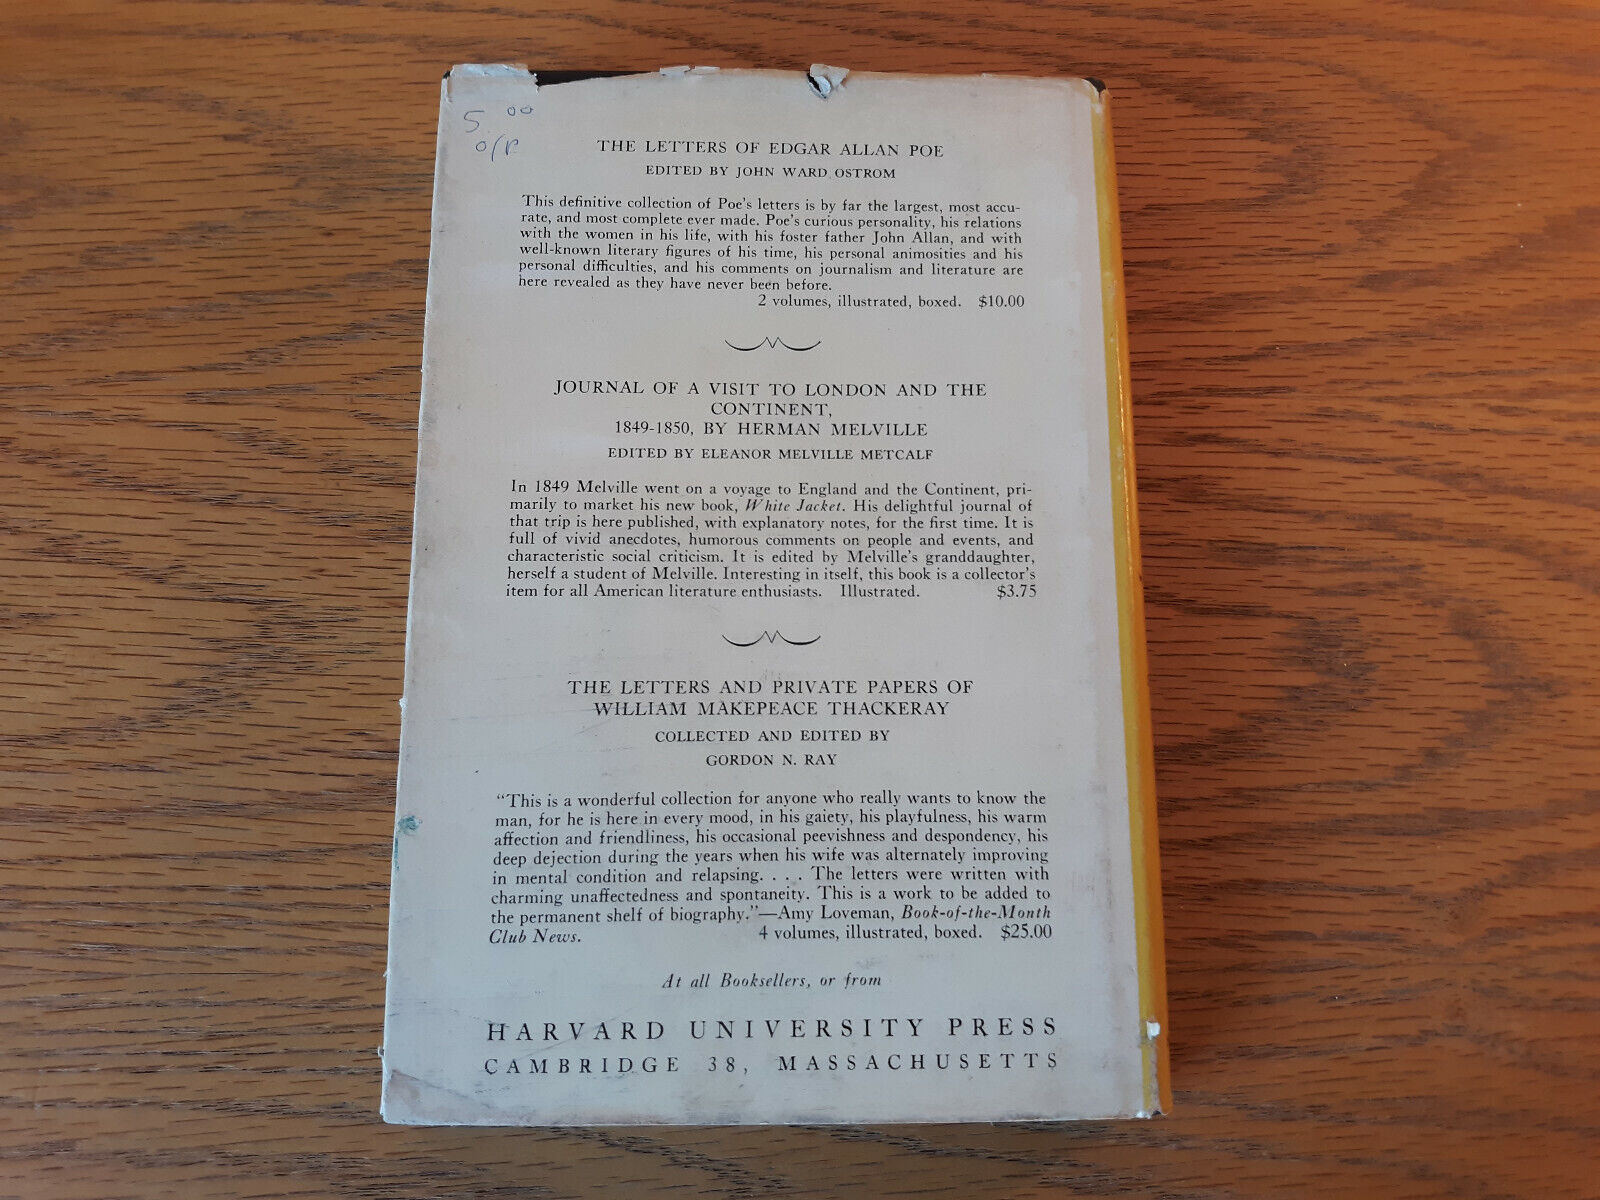 5.00
o/p
THE LETTERS OF EDGAR ALLAN POE
EDITED BY JOHN WARD OSTROM
This definitive collection of Poe's letters is by far the largest, most accu-
rate, and most complete ever made. Poe's curious personality, his relations
with the women in his life, with his foster father John Allan, and with
well-known literary figures of his time, his personal animosities and his
personal difficulties, and his comments on journalism and literature are
here revealed as they have never been before.
2 volumes, illustrated, boxed. $10.00
JOURNAL OF A VISIT TO LONDON AND THE
CONTINENT,
1849-1850, BY HERMAN MELVILLE
EDITED BY ELEANOR MELVILLE METCALF
In 1849 Melville went on a voyage to England and the Continent, pri-
marily to market his new book, White Jacket. His delightful journal of
that trip is here published, with explanatory notes, for the first time. It is
full of vivid anecdotes, humorous comments on people and events, and
characteristic social criticism. It is edited by Melville's granddaughter,
herself a student of Melville. Interesting in itself, this book is a collector's
item for all American literature enthusiasts. Illustrated. $3.75
THE LETTERS AND PRIVATE PAPERS OF
WILLIAM MAKEPEACE THACKERAY
COLLECTED AND EDITED BY
GORDON N. RAY
"This is a wonderful collection for anyone who really wants to know the
man, for he is here in every mood, in his gaiety, his playfulness, his warm
affection and friendliness, his occasional peevishness and despondency, his
deep dejection during the years when his wife was alternately improving
in mental condition and relapsing. . . . The letters were written with
charming unaffectedness and spontaneity. This is a work to be added to
the permanent shelf of biography."—Amy Loveman, Book-of-the-Month
Club News. 4 volumes, illustrated, boxed. $25.00
At all Booksellers, or from
HARVARD UNIVERSITY PRESS
CAMBRIDGE 38, MASSACHUSETTS